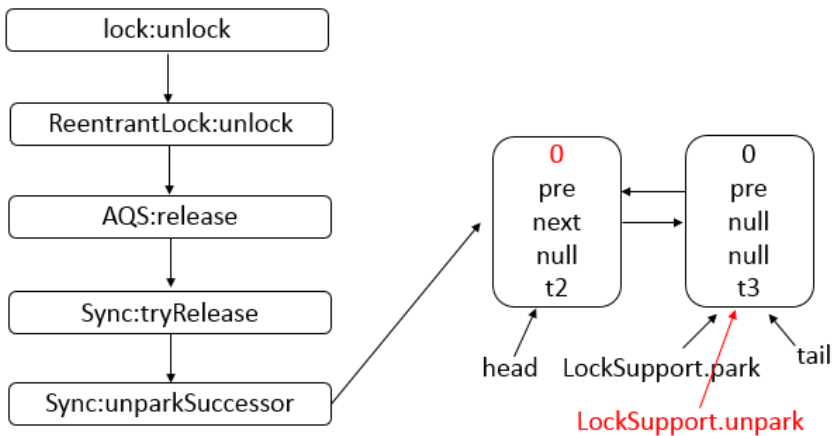 lock:unlock
ReentrantLock:unlock
AQS:release
Sync:tryRelease
Sync:unparkSuccessor
0
pre
next
null
t2
0
pre
null
null
t3
head
LockSupport.park
tail
LockSupport.unpark